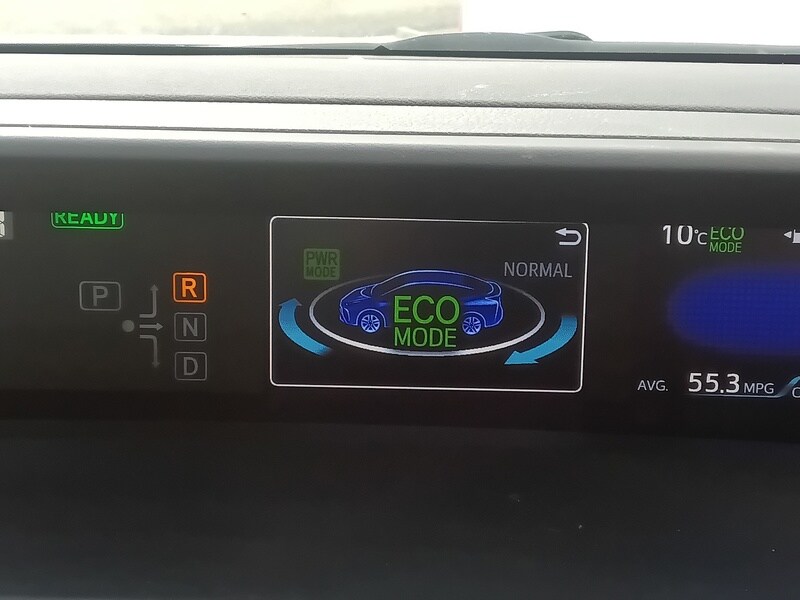 READY
P
R
N
D
PWR
MODE
NORMAL
ECO
MODE
10°C
ECO
MODE
AVG. 55.3 MPG